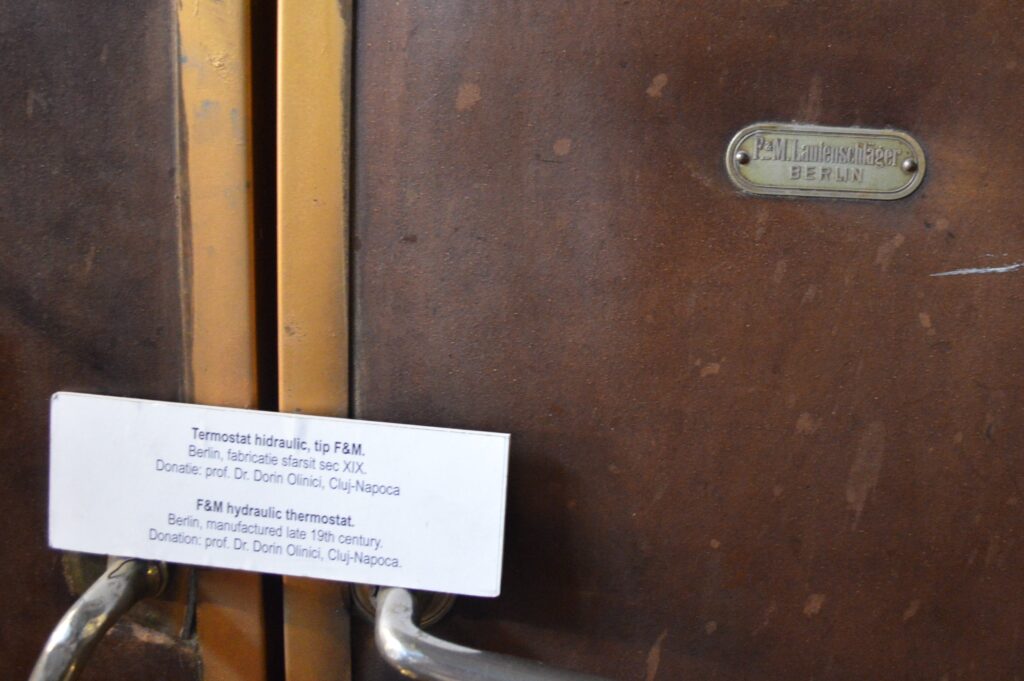 F&M. Lautenschläger
BERLIN
Termostat hidraulic, tip F&M.
Berlin, fabricatie sfarsit sec XIX.
Donatie: prof. Dr. Dorin Olinici, Cluj-Napoca
F&M hydraulic thermostat.
Berlin, manufactured late 19th century.
Donation: prof. Dr. Dorin Olinici, Cluj-Napoca.